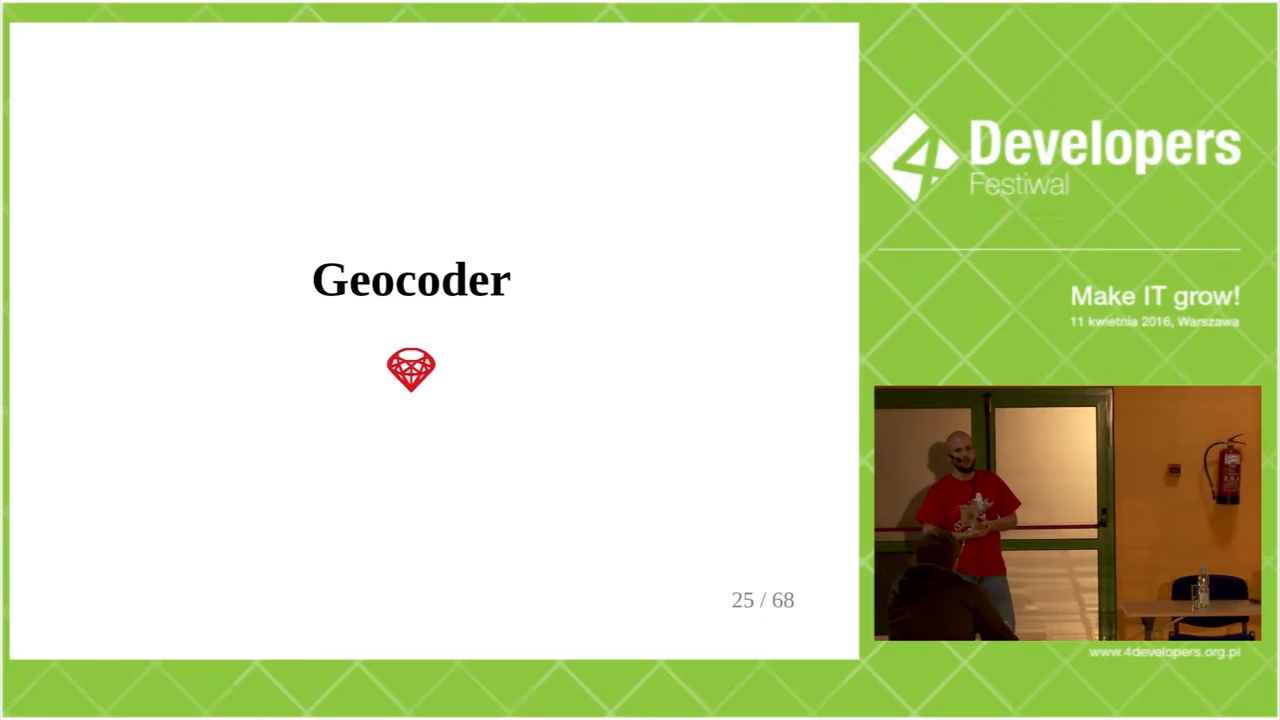 Geocoder
25 / 68
4
Developers
Festiwal
Make IT grow!
11 kwietnia 2016, Warszawa
www.4developers.org.pl